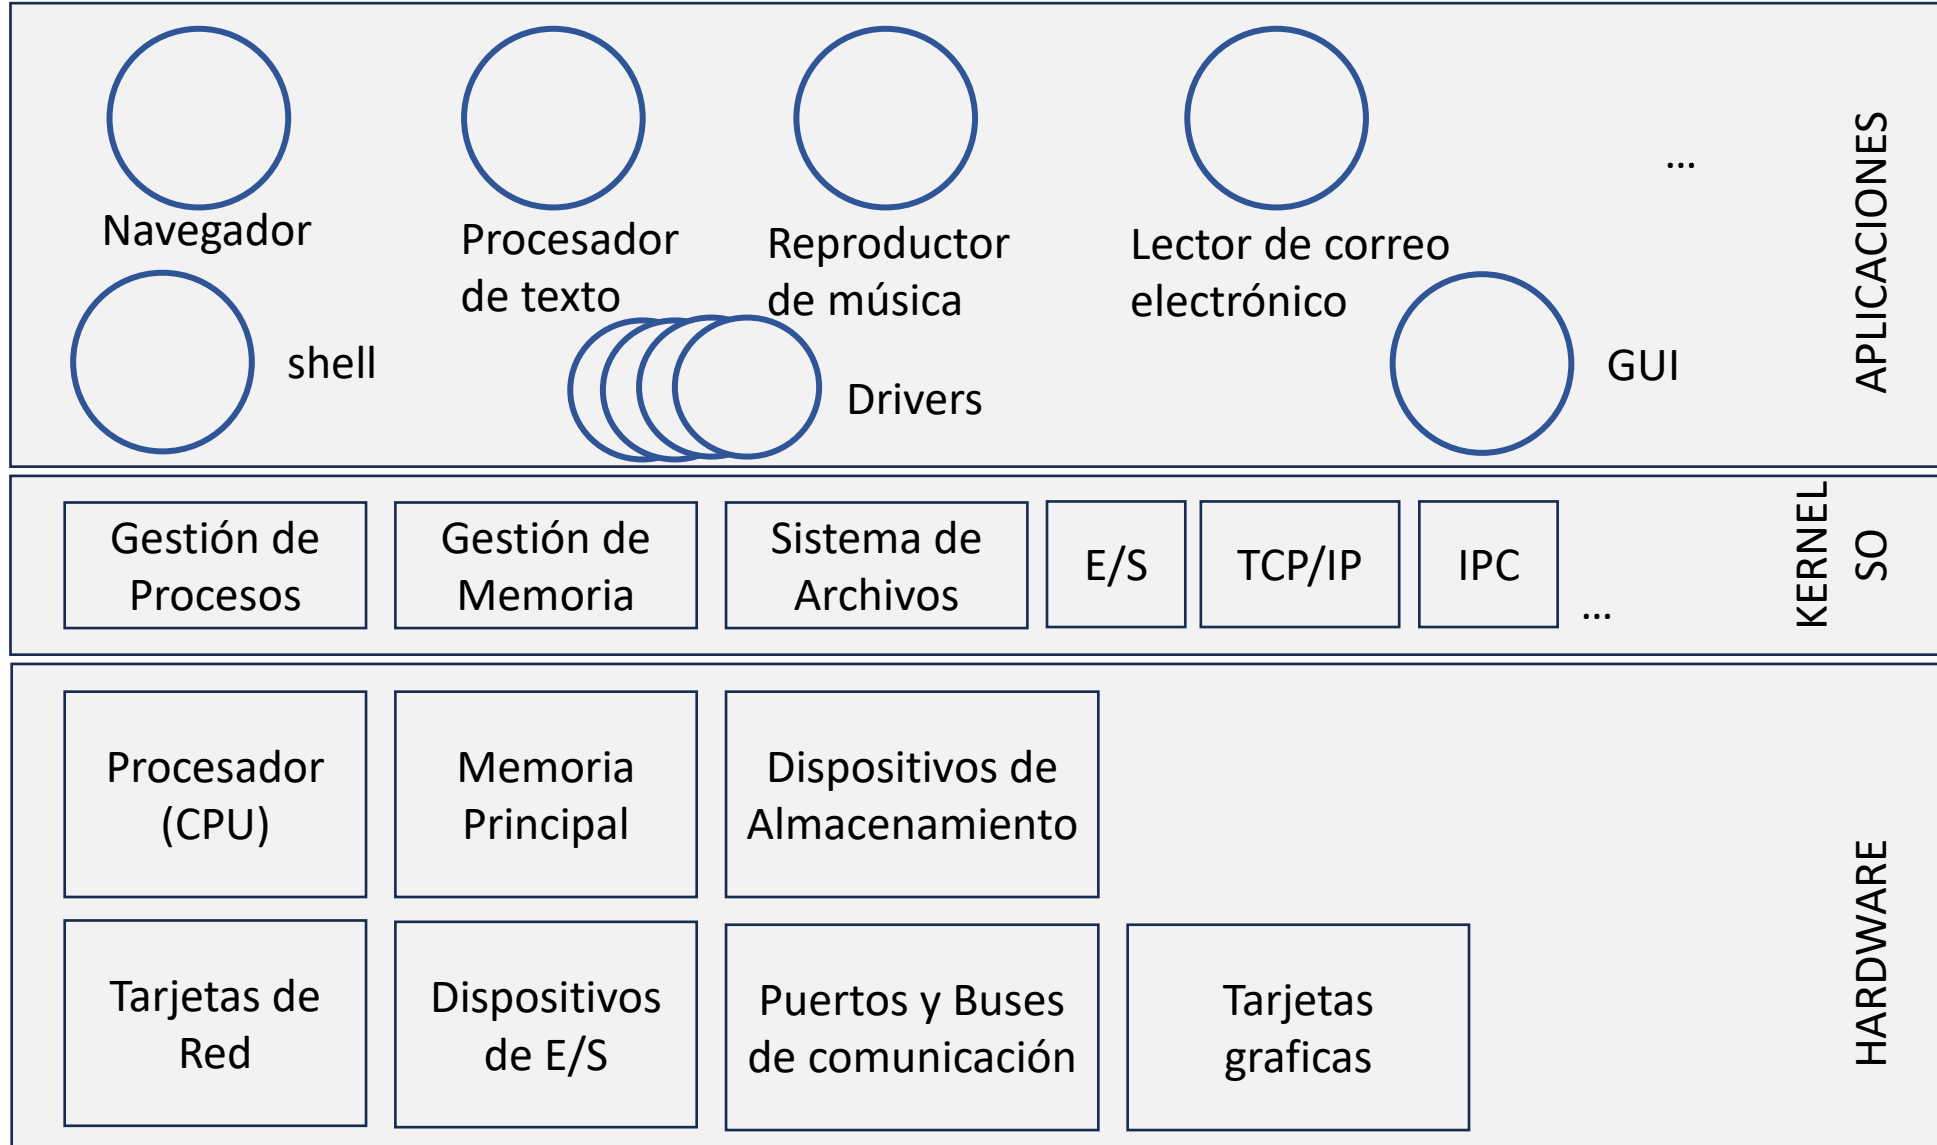 Navegador
Procesador
de texto
Reproductor
de música
Lector de correo
electrónico
...
shell
Drivers
GUI
APLICACIONES
Gestión de
Procesos
Gestión de
Memoria
Sistema de
Archivos
E/S
TCP/IP
IPC
...
KERNEL
SO
Procesador
(CPU)
Memoria
Principal
Dispositivos de
Almacenamiento
Tarjetas de
Red
Dispositivos
de E/S
Puertos y Buses
de comunicación
Tarjetas
graficas
HARDWARE